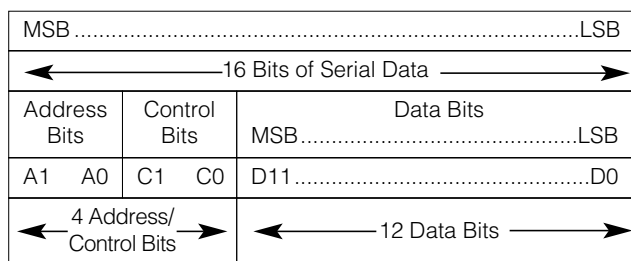 MSB..............................................................................LSB
16 Bits of Serial Data
Address Bits
Control Bits
Data Bits
MSB...........................................LSB
A1 A0
C1 C0
D11................................................D0
4 Address/
Control Bits
12 Data Bits